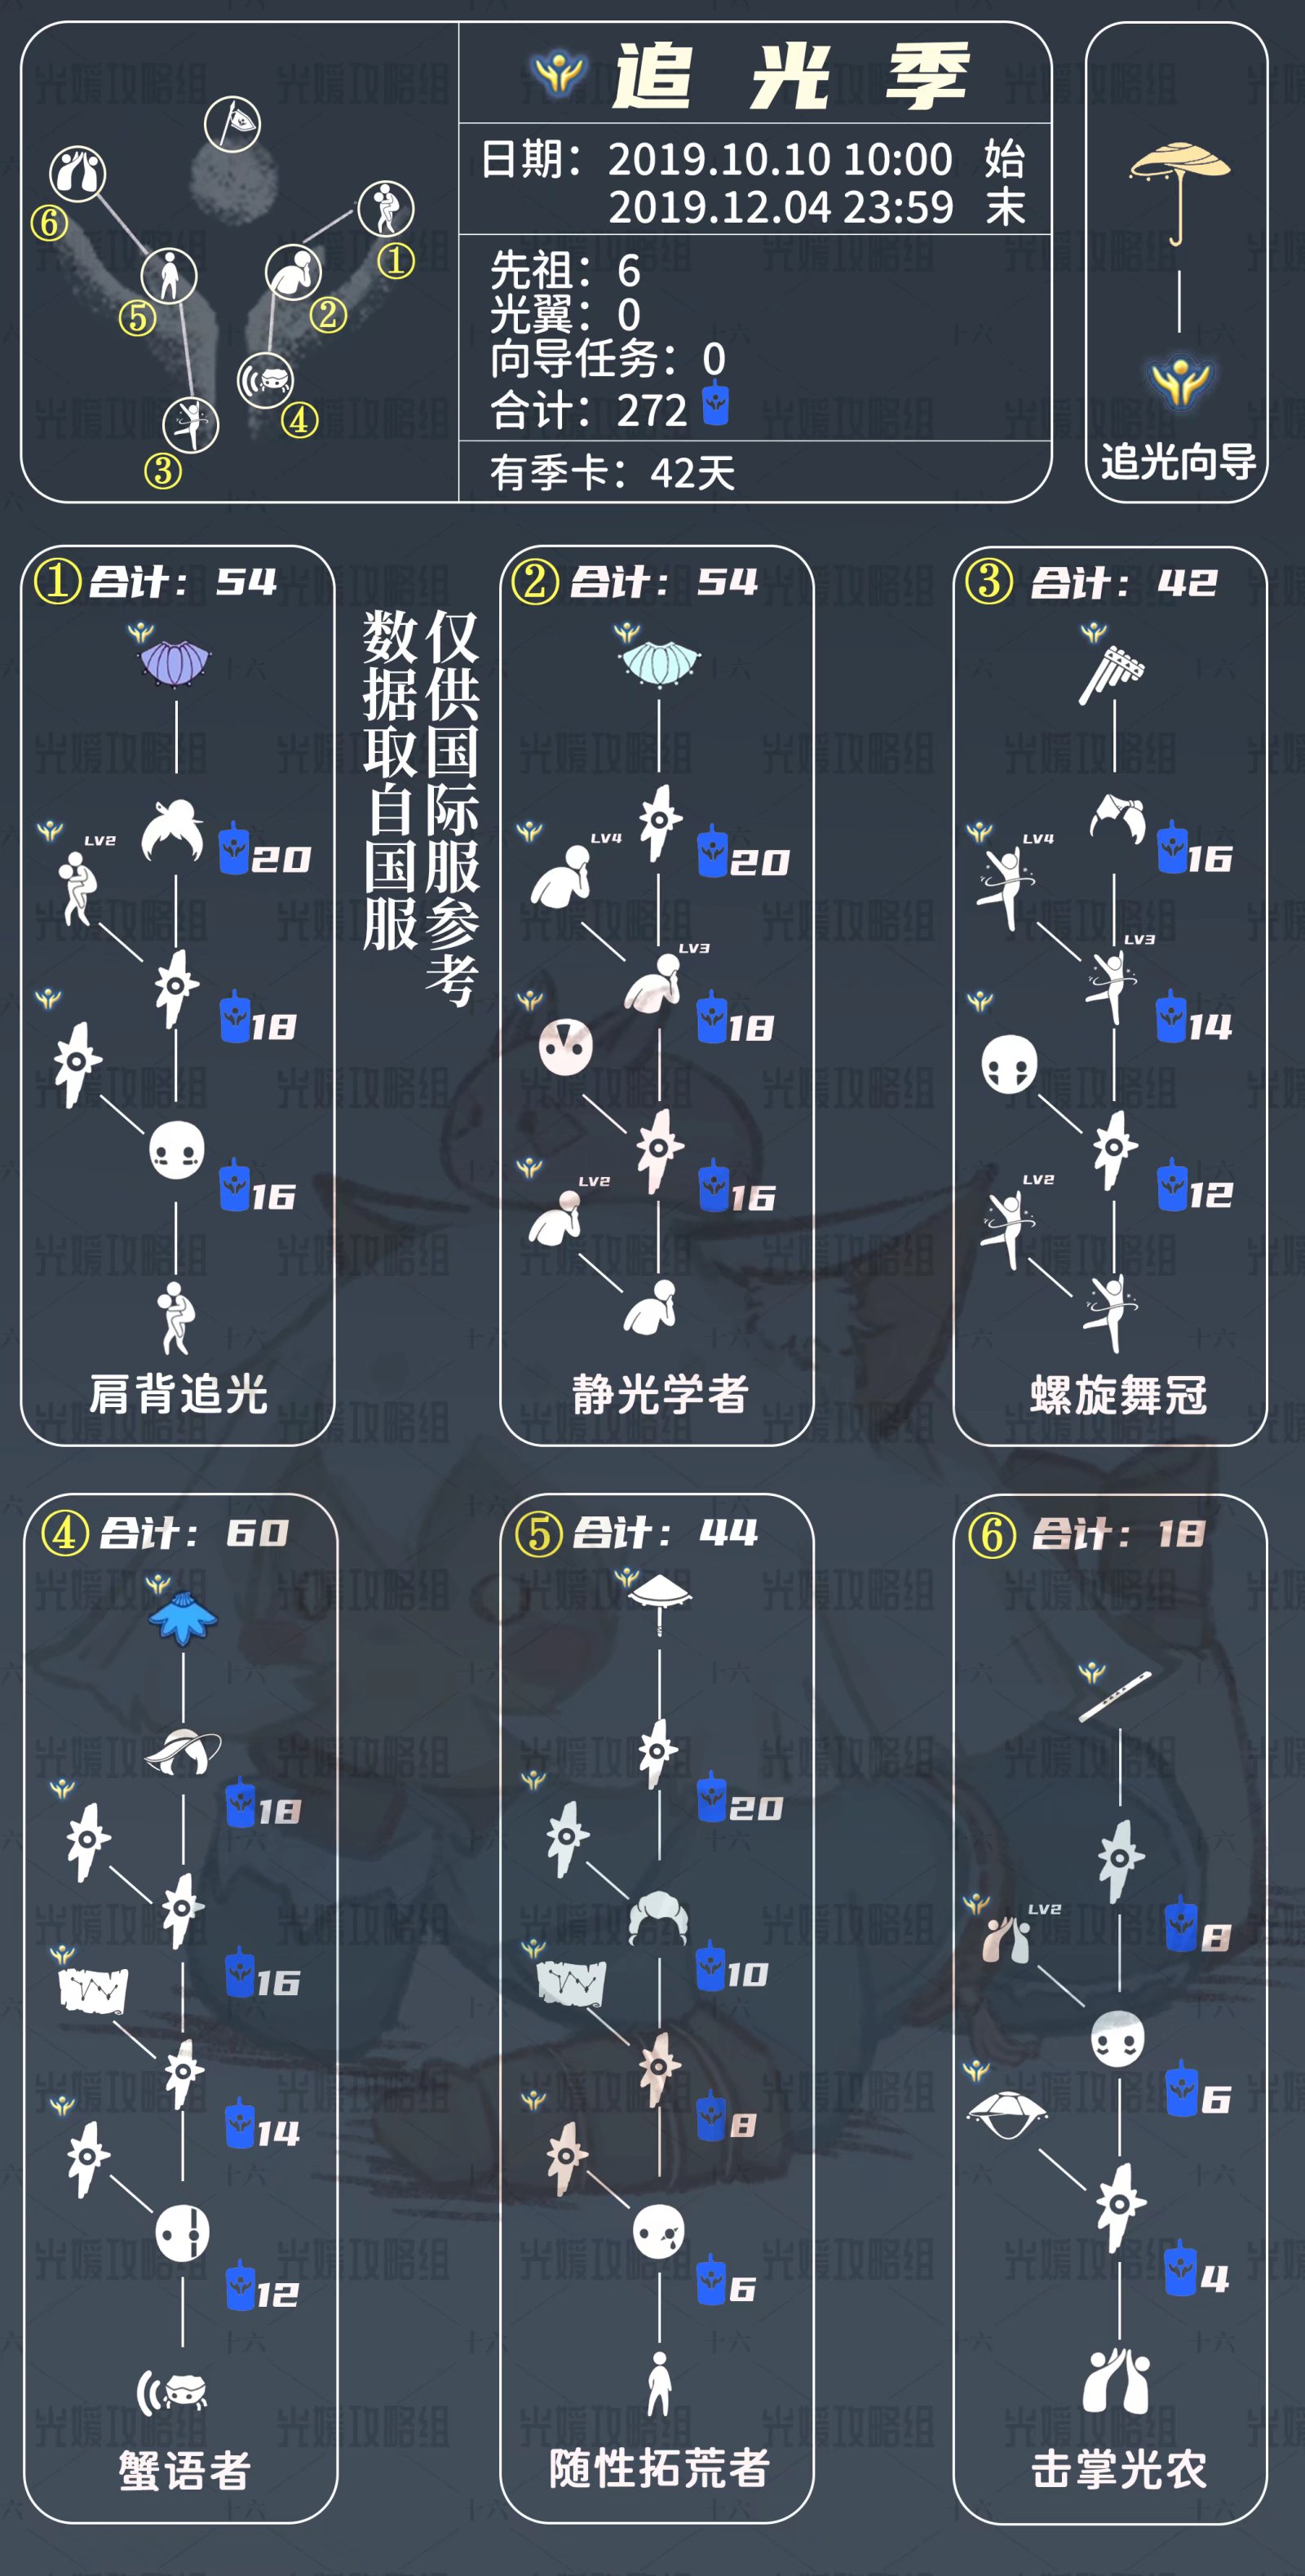 追光季
日期：2019.10.10 10:00 始
2019.12.04 23:59 末
先祖：6
光翼：0
向导任务：0
合计：272
有季卡：42天
⑥
①
⑤
②
④
③
追光向导
① 合计：54
LV2
20
18
16
肩背追光
仅供国际服参考
数据取自国服
② 合计：54
LV4
20
LV3
18
LV2
16
静光学者
③ 合计：42
LV4
16
LV3
14
LV2
12
螺旋舞冠
④ 合计：60
18
16
14
12
蟹语者
⑤ 合计：44
20
10
8
6
随性拓荒者
⑥ 合计：18
LV2
8
6
4
击掌光农
光媛攻略组
十六